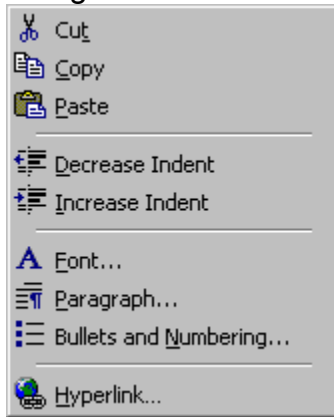 Cut
Copy
Paste
Decrease Indent
Increase Indent
Font...
Paragraph...
Bullets and Numbering...
Hyperlink...